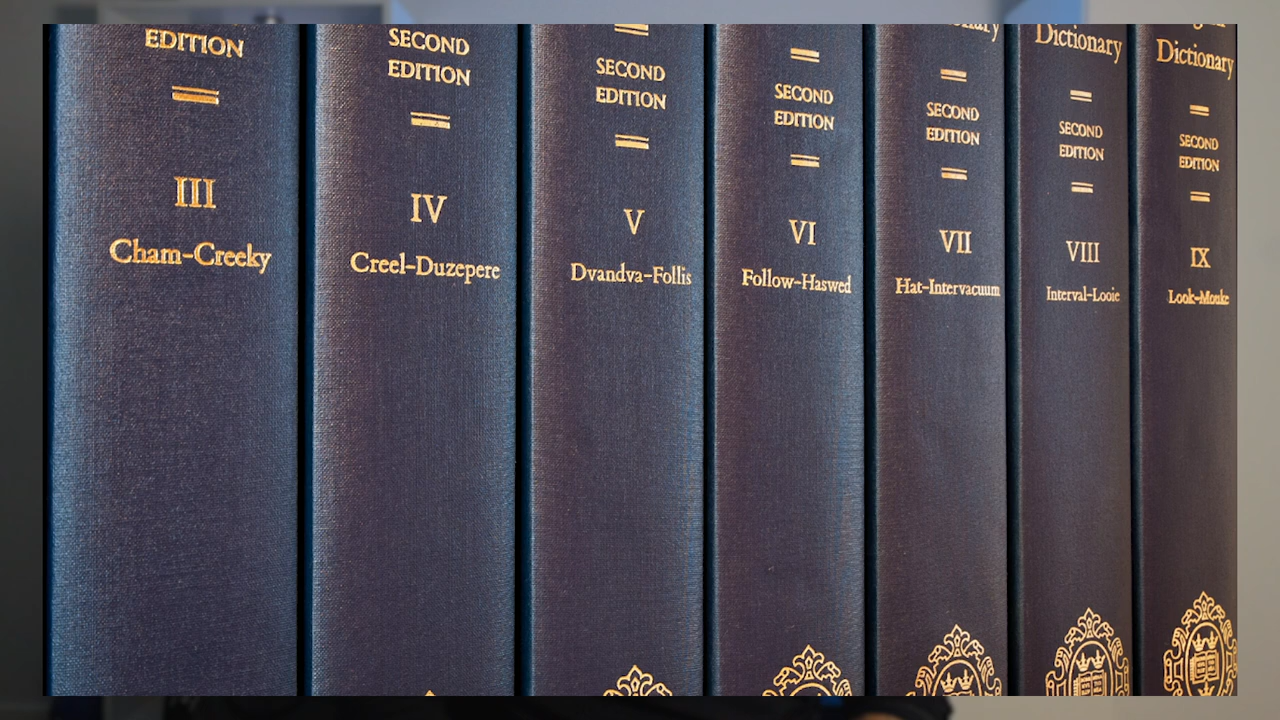 EDITION
III
Cham-Creeky
SECOND
EDITION
IV
Creel-Duzepere
SECOND
EDITION
V
Dvandva-Follis
SECOND
EDITION
VI
Follow-Haswed
SECOND
EDITION
VII
Hat-Intervacuum
Dictionary
SECOND
EDITION
VIII
Interval-Looie
Dictionary
SECOND
EDITION
IX
Look-Mouke